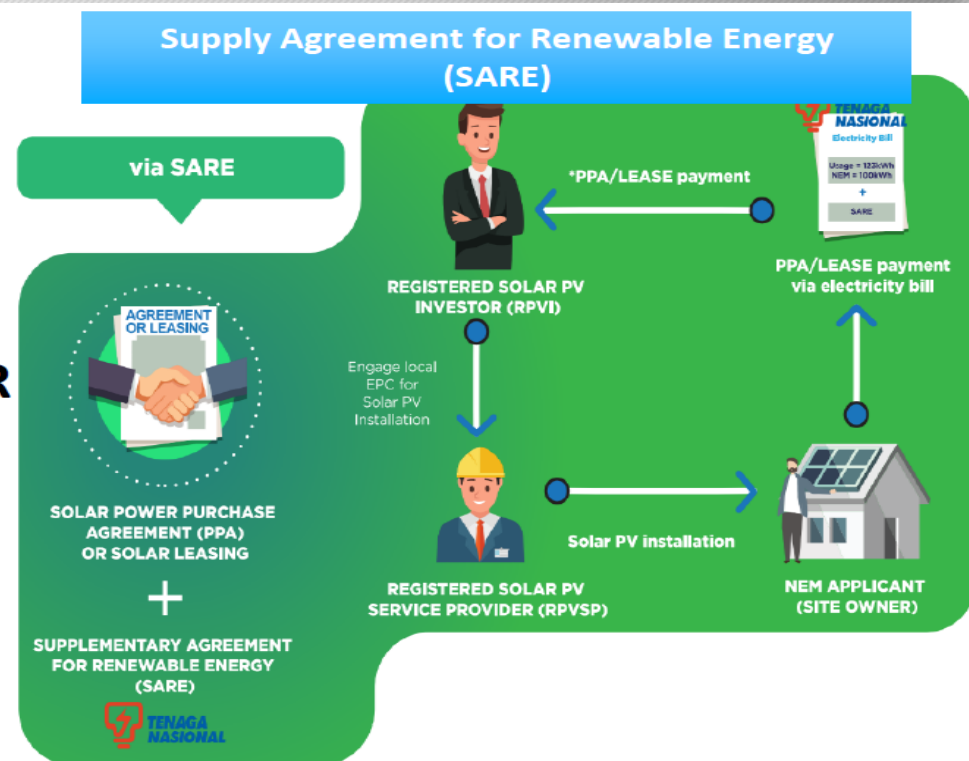 Supply Agreement for Renewable Energy
(SARE)
via SARE
R
AGREEMENT
OR LEASING
SOLAR POWER PURCHASE
AGREEMENT (PPA)
OR SOLAR LEASING
+
SUPPLEMENTARY AGREEMENT
FOR RENEWABLE ENERGY
(SARE)
TENAGA
NASIONAL
REGISTERED SOLAR PV
INVESTOR (RPVI)
*PPA/LEASE payment
TENAGA
NASIONAL
Electricity Bill
Usage = 123kWh
NEM = 100kWh
+
SARE
PPA/LEASE payment
via electricity bill
Engage local
EPC for
Solar PV
Installation
REGISTERED SOLAR PV
SERVICE PROVIDER (RPVSP)
Solar PV installation
NEM APPLICANT
(SITE OWNER)